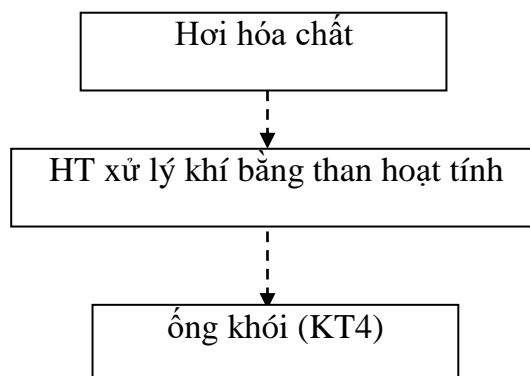 Hơi hóa chất
HT xử lý khí bằng than hoạt tính
ống khói (KT4)